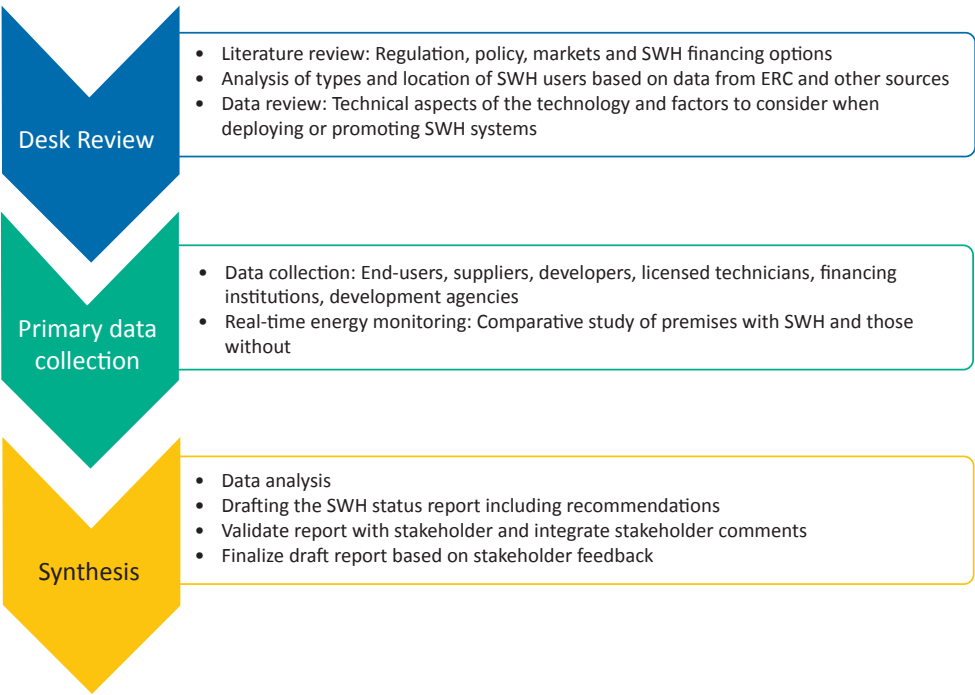 Desk Review
• Literature review: Regulation, policy, markets and SWH financing options
• Analysis of types and location of SWH users based on data from ERC and other sources
• Data review: Technical aspects of the technology and factors to consider when
deploying or promoting SWH systems
Primary data
collection
• Data collection: End-users, suppliers, developers, licensed technicians, financing
institutions, development agencies
• Real-time energy monitoring: Comparative study of premises with SWH and those
without
Synthesis
• Data analysis
• Drafting the SWH status report including recommendations
• Validate report with stakeholder and integrate stakeholder comments
• Finalize draft report based on stakeholder feedback